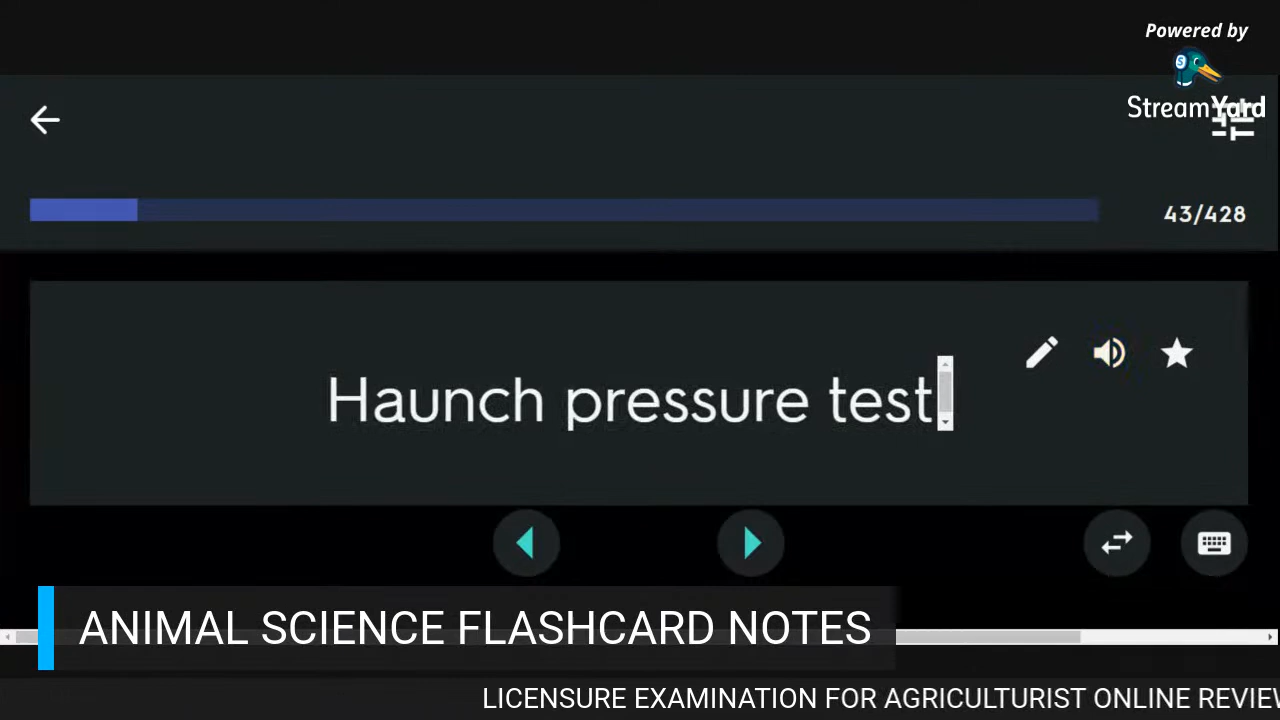 Powered by
StreamYard
43/428
Haunch pressure test
ANIMAL SCIENCE FLASHCARD NOTES
LICENSURE EXAMINATION FOR AGRICULTURIST ONLINE REVIEW